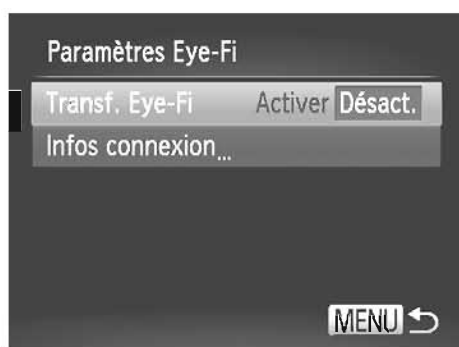 Paramètres Eye-Fi
Transf. Eye-Fi Activer Désact.
Infos connexion...
MENU